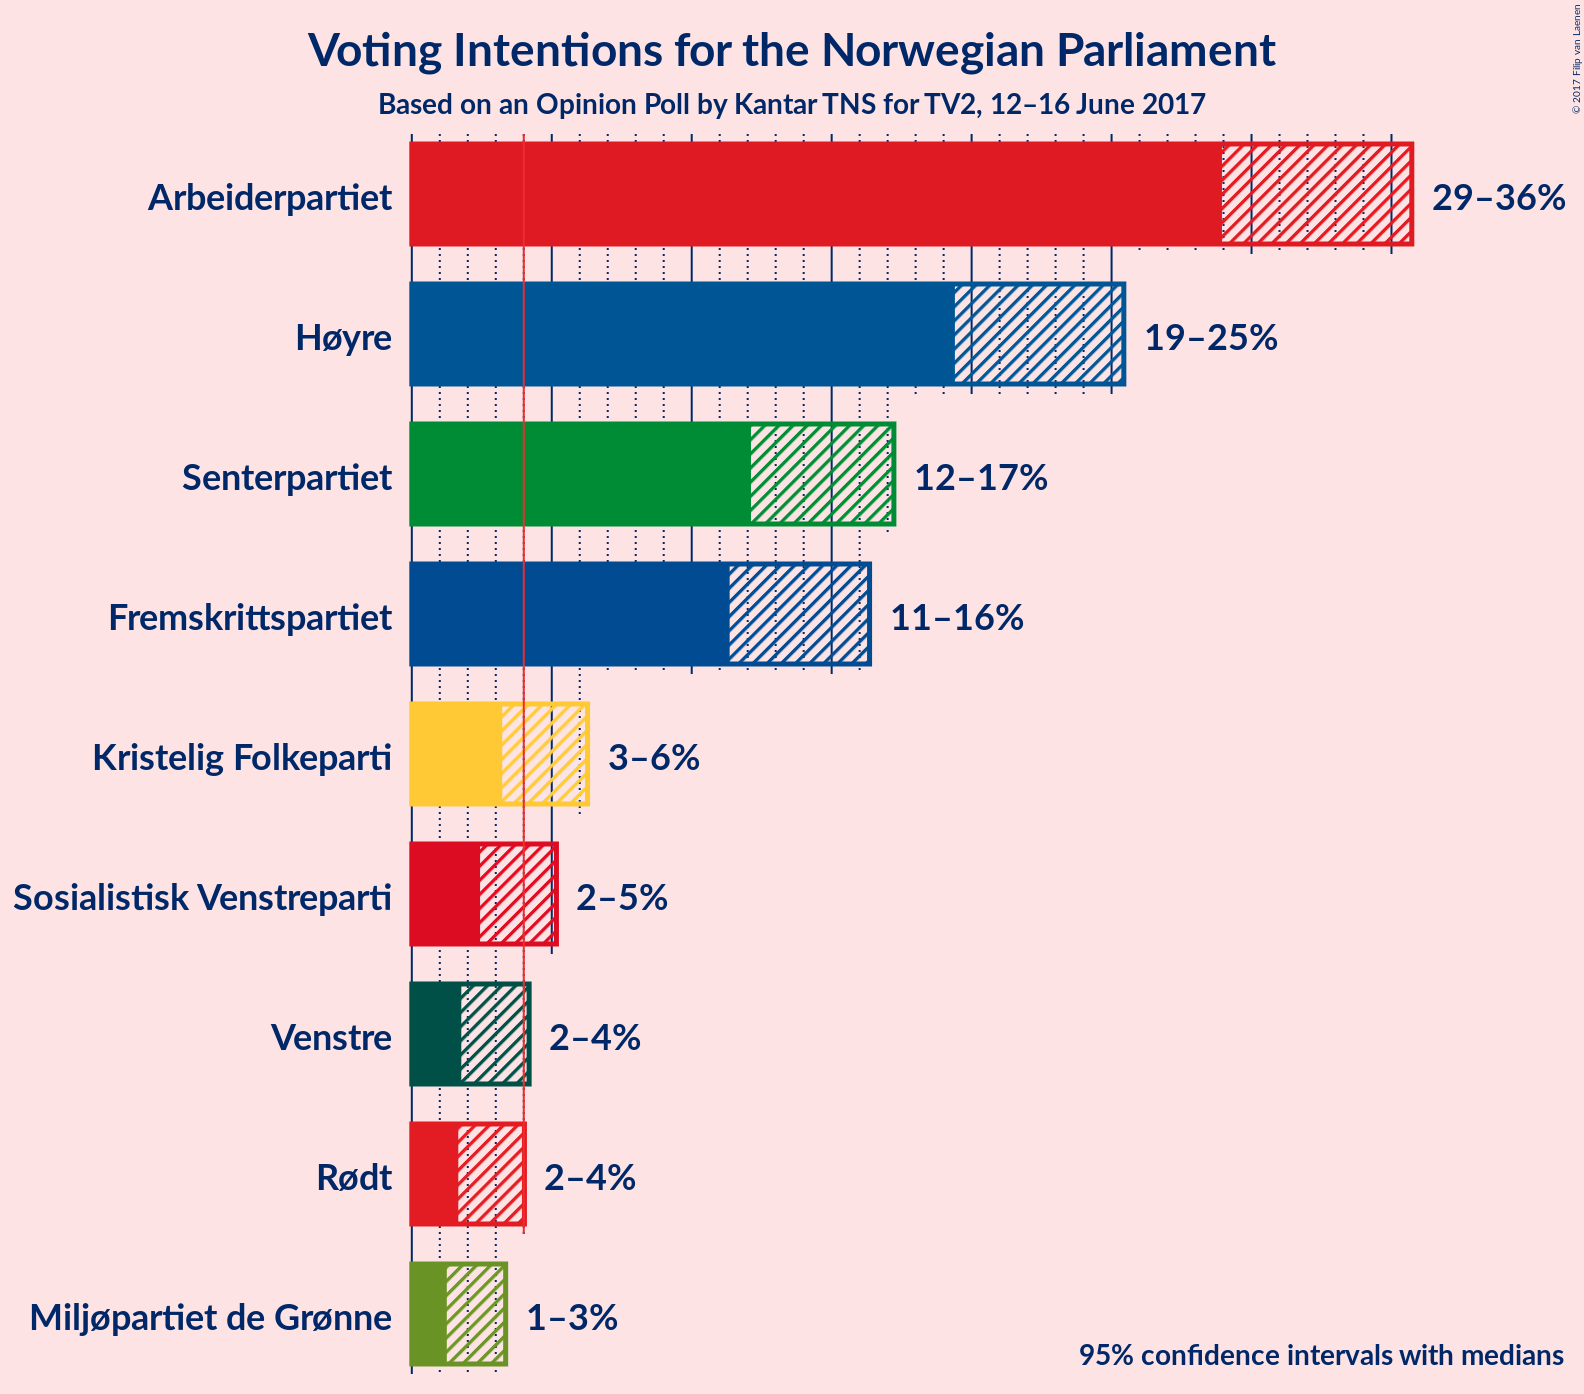 Voting Intentions for the Norwegian Parliament
Based on an Opinion Poll by Kantar TNS for TV2, 12–16 June 2017
© 2017 Filip van Laenen
Arbeiderpartiet 29–36%
Høyre 19–25%
Senterpartiet 12–17%
Fremskrittspartiet 11–16%
Kristelig Folkeparti 3–6%
Sosialistisk Venstreparti 2–5%
Venstre 2–4%
Rødt 2–4%
Miljøpartiet de Grønne 1–3%
95% confidence intervals with medians